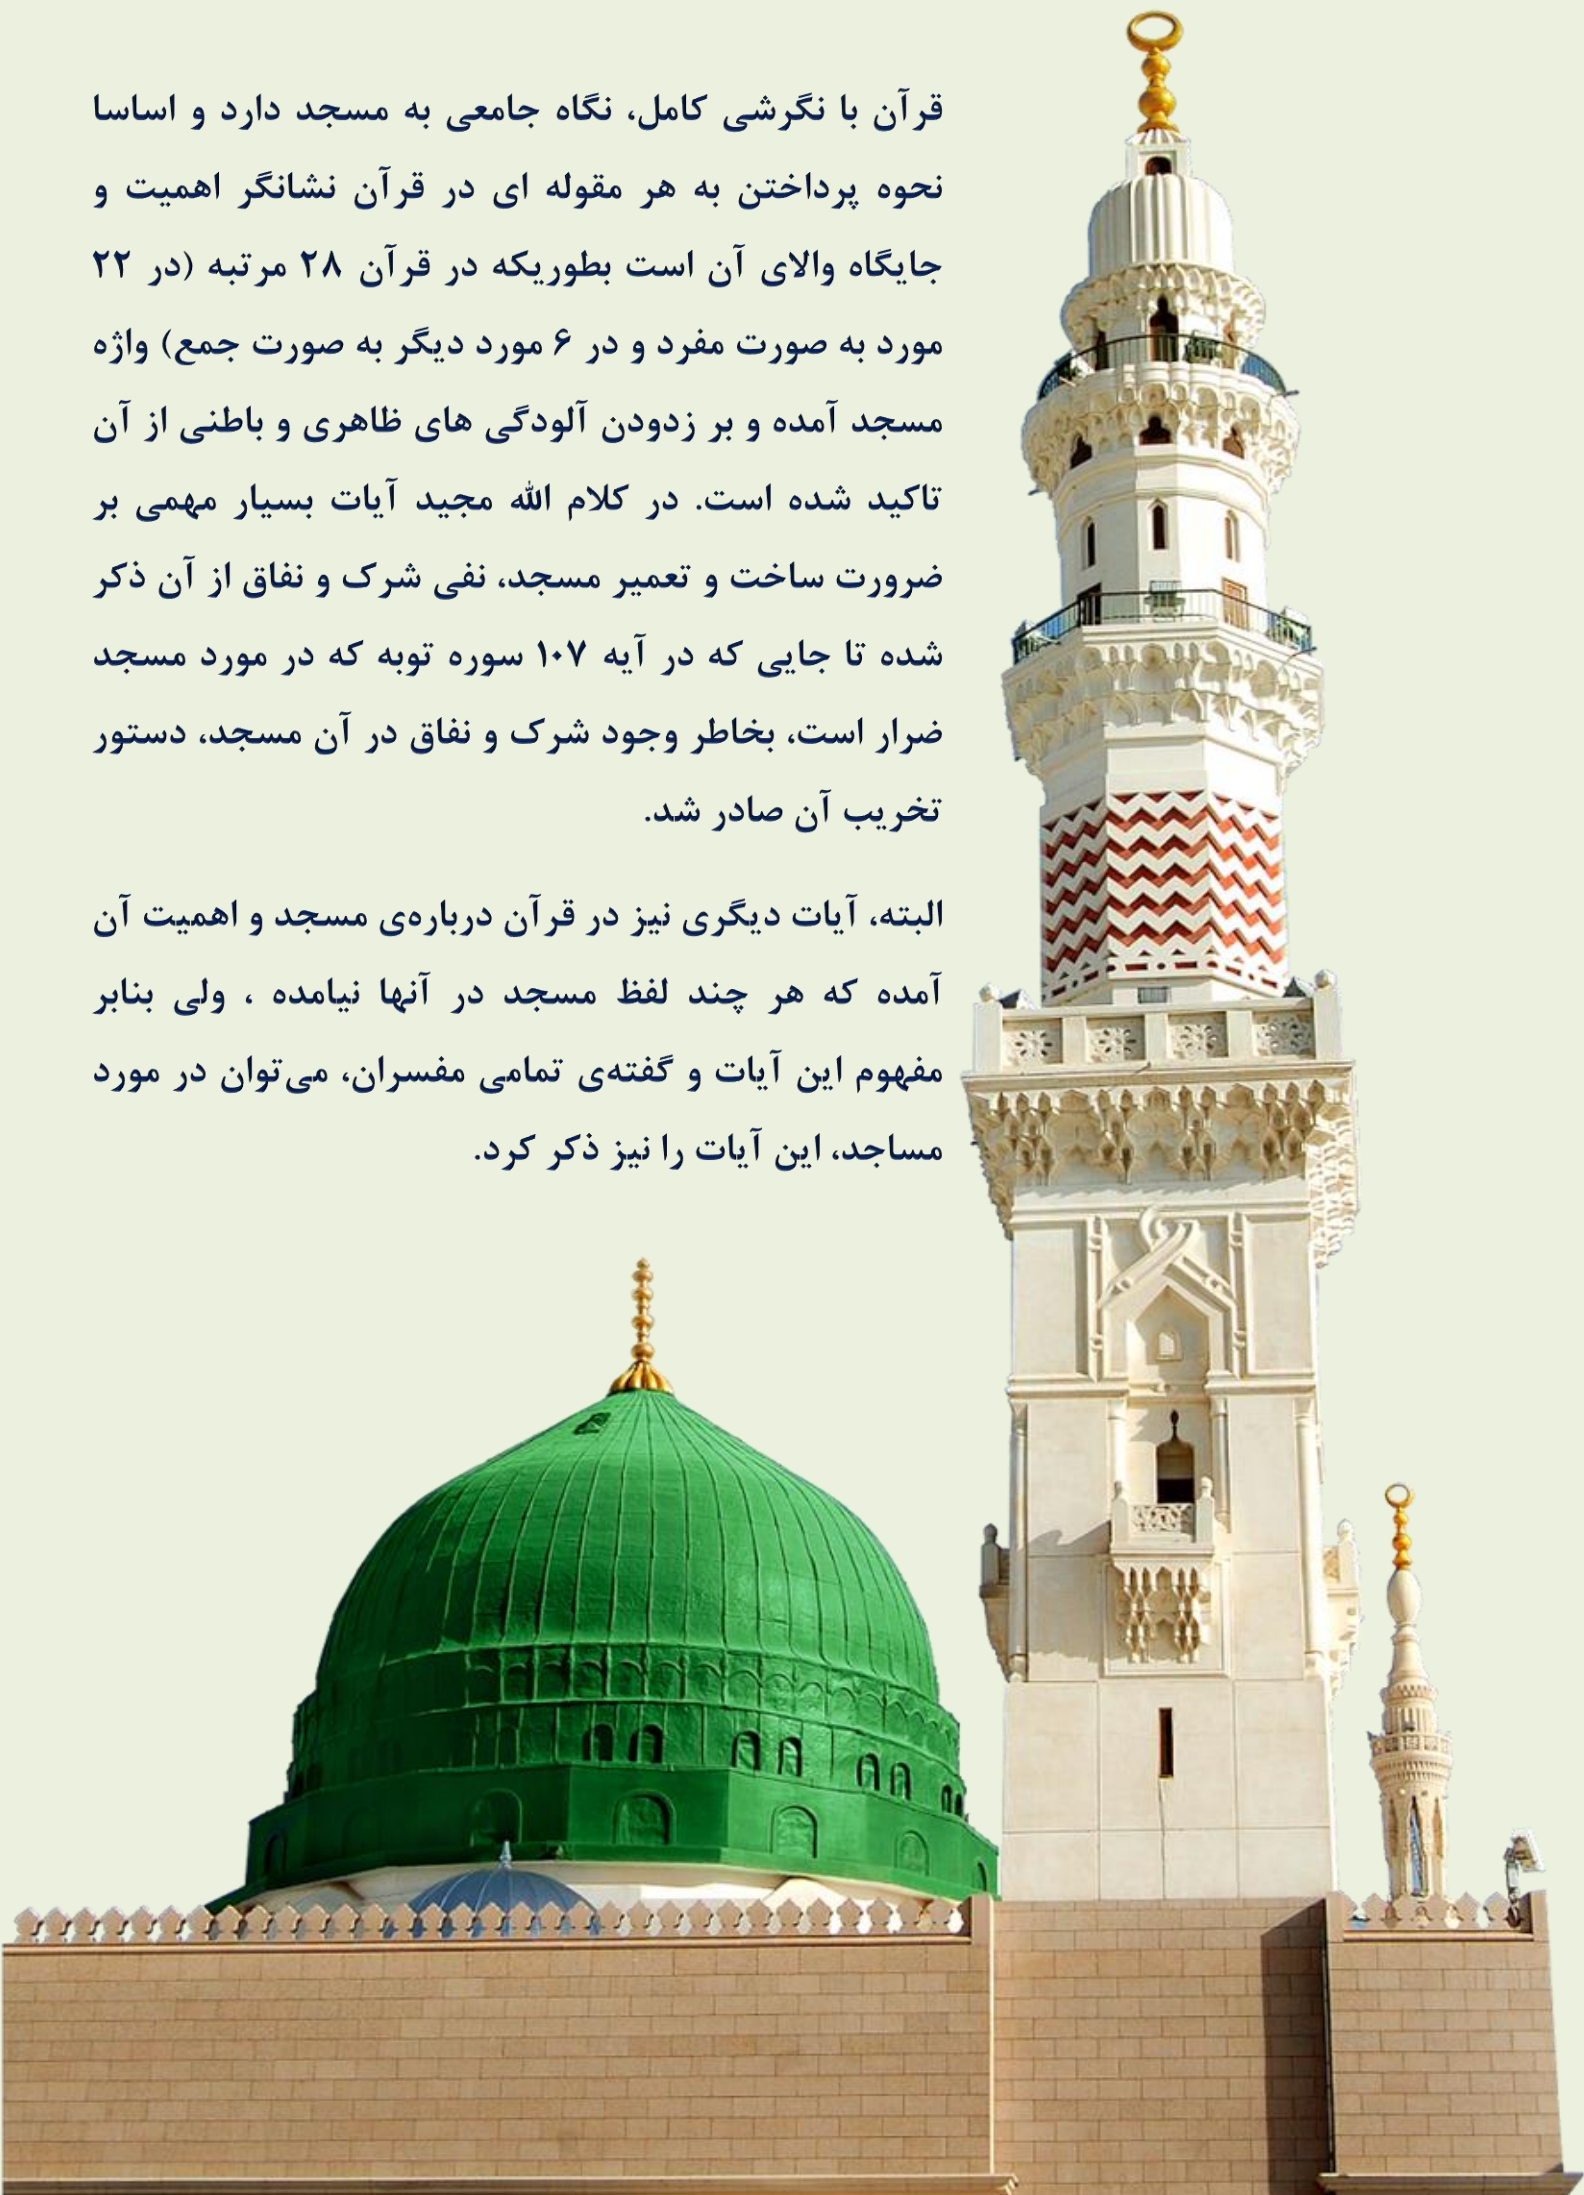 قرآن با نگرشی کامل، نگاه جامعی به مسجد دارد و اساسا
نحوه پرداختن به هر مقوله ای در قرآن نشانگر اهمیت و
جایگاه والای آن است بطوریکه در قرآن ۲۸ مرتبه (در ۲۲
مورد به صورت مفرد و در ۶ مورد دیگر به صورت جمع) واژه
مسجد آمده و بر زدودن آلودگی های ظاهری و باطنی از آن
تاکید شده است. در کلام الله مجید آیات بسیار مهمی بر
ضرورت ساخت و تعمیر مسجد، نفی شرک و نفاق از آن ذکر
شده تا جایی که در آیه ۱۰۷ سوره توبه که در مورد مسجد
ضرار است، بخاطر وجود شرک و نفاق در آن مسجد، دستور
تخریب آن صادر شد.
البته، آیات دیگری نیز در قرآن درباره‌ی مسجد و اهمیت آن
آمده که هر چند لفظ مسجد در آنها نیامده ، ولی بنابر
مفهوم این آیات و گفته‌ی تمامی مفسران، می‌توان در مورد
مساجد، این آیات را نیز ذکر کرد.